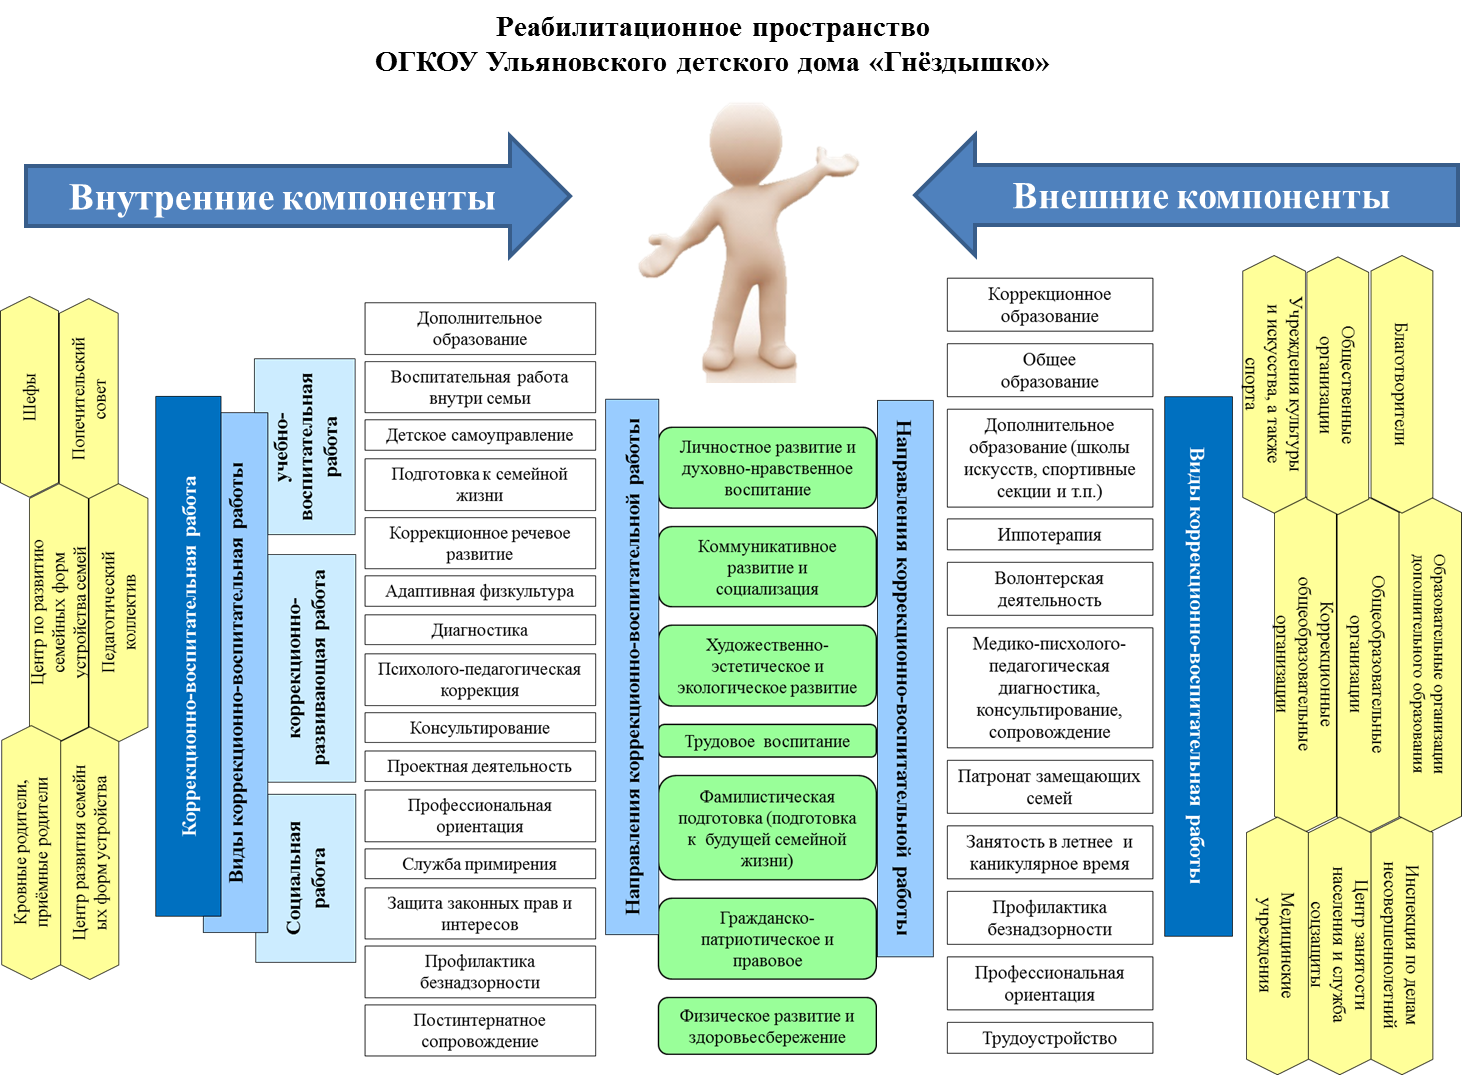 Реабилитационное пространство
ОГКОУ Ульяновского детского дома «Гнёздышко»
Внутренние компоненты
Внешние компоненты
Шефы
Попечительский
совет
Центр по развитию
семейных форм
устройства семей
Педагогический
коллектив
Кровные родители,
приёмные родители
Центр развития семейн
ых форм устройства
Коррекционно-воспитательная работа
Виды коррекционно-воспитательной работы
учебно-
воспитательная
работа
коррекционно-
развивающая работа
Социальная
работа
Дополнительное
образование
Воспитательная работа
внутри семьи
Детское самоуправление
Подготовка к семейной
жизни
Коррекционное речевое
развитие
Адаптивная физкультура
Диагностика
Психолого-педагогическая
коррекция
Консультирование
Проектная деятельность
Профессиональная
ориентация
Служба примирения
Защита законных прав и
интересов
Профилактика
безнадзорности
Постинтернатное
сопровождение
Направления коррекционно-воспитательной работы
Личностное развитие и
духовно-нравственное
воспитание
Коммуникативное
развитие и
социализация
Художественно-
эстетическое и
экологическое развитие
Трудовое воспитание
Фамилистическая
подготовка (подготовка
к будущей семейной
жизни)
Гражданско-
патриотическое и
правовое
Физическое развитие и
здоровьесбережение
Направления коррекционно-воспитательной работы
Коррекционное
образование
Общее
образование
Дополнительное
образование (школы
искусств, спортивные
секции и т.п.)
Иппотерапия
Волонтерская
деятельность
Медико-писхолого-
педагогическая
диагностика,
консультирование,
сопровождение
Патронат замещающих
семей
Занятость в летнее и
каникулярное время
Профилактика
безнадзорности
Профессиональная
ориентация
Трудоустройство
Виды коррекционно-воспитательная работы
Учреждения культуры
и искусства, а также
спорта
Общественные
организации
Благотворители
Коррекционные
общеобразовательные
организации
Общеобразовательные
организации
Образовательные организации
дополнительного образования
Медицинские
учреждения
Центр занятости
населения и служба
соцзащиты
Инспекция по делам
несовершеннолетний